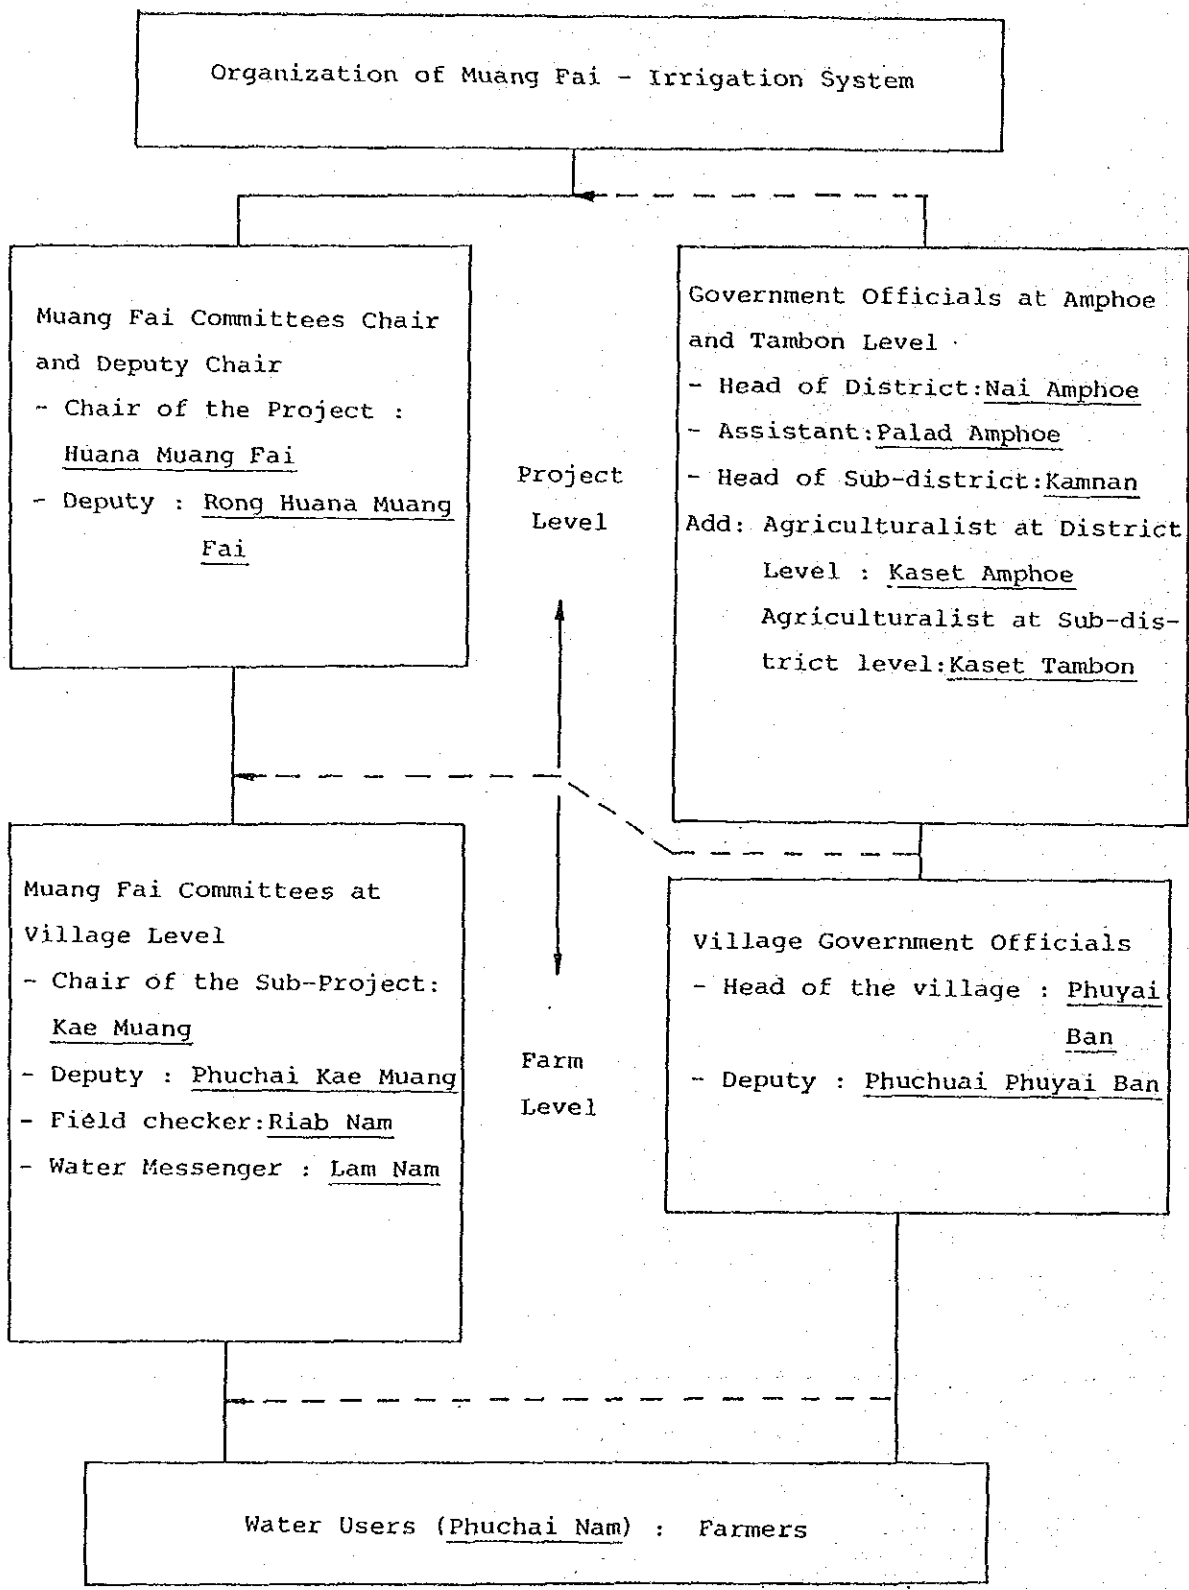 Organization of Muang Fai - Irrigation System
Muang Fai Committees Chair
and Deputy Chair
- Chair of the Project :
Huana Muang Fai
- Deputy : Rong Huana Muang
Fai
Project
Level
Government Officials at Amphoe
and Tambon Level
- Head of District:Nai Amphoe
- Assistant:Palad Amphoe
- Head of Sub-district:Kamnan
Add: Agriculturalist at District
Level : Kaset Amphoe
Agriculturalist at Sub-dis-
trict level:Kaset Tambon
Muang Fai Committees at
Village Level
- Chair of the Sub-Project:
Kae Muang
- Deputy : Phuchai Kae Muang
- Field checker:Riab Nam
- Water Messenger : Lam Nam
Farm
Level
Village Government Officials
- Head of the village : Phuyai
Ban
- Deputy : Phuchuai Phuyai Ban
Water Users (Phuchai Nam) : Farmers